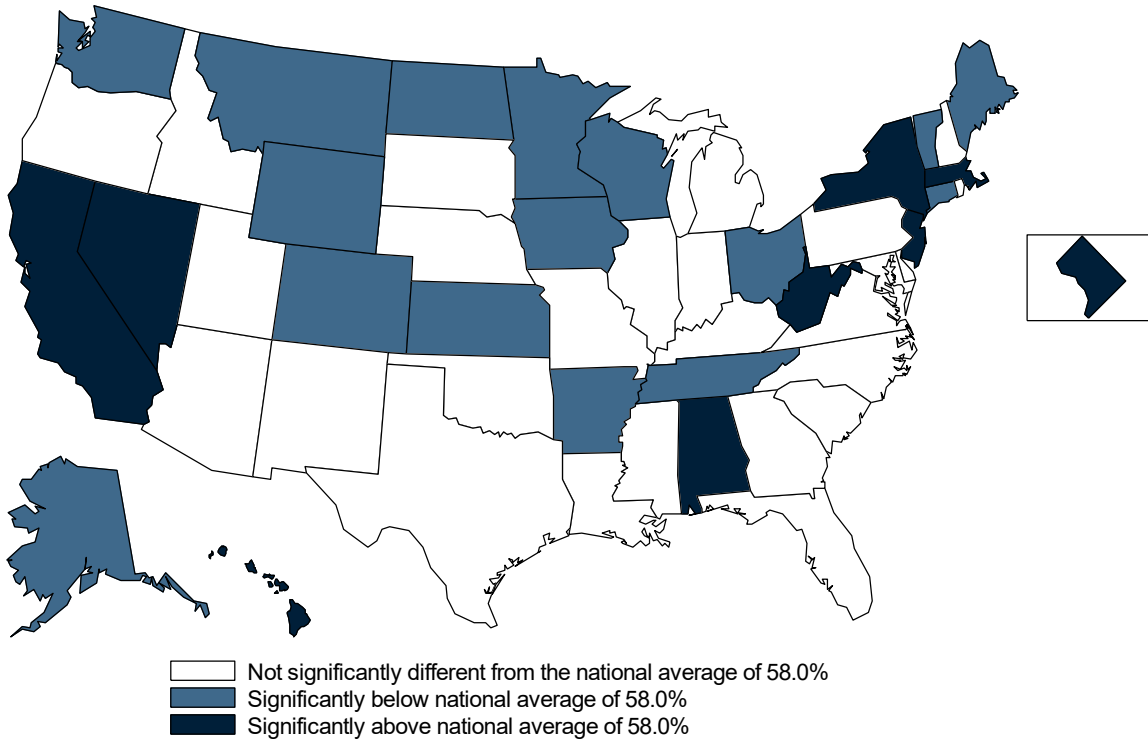 Not significantly different from the national average of 58.0%
Significantly below national average of 58.0%
Significantly above national average of 58.0%